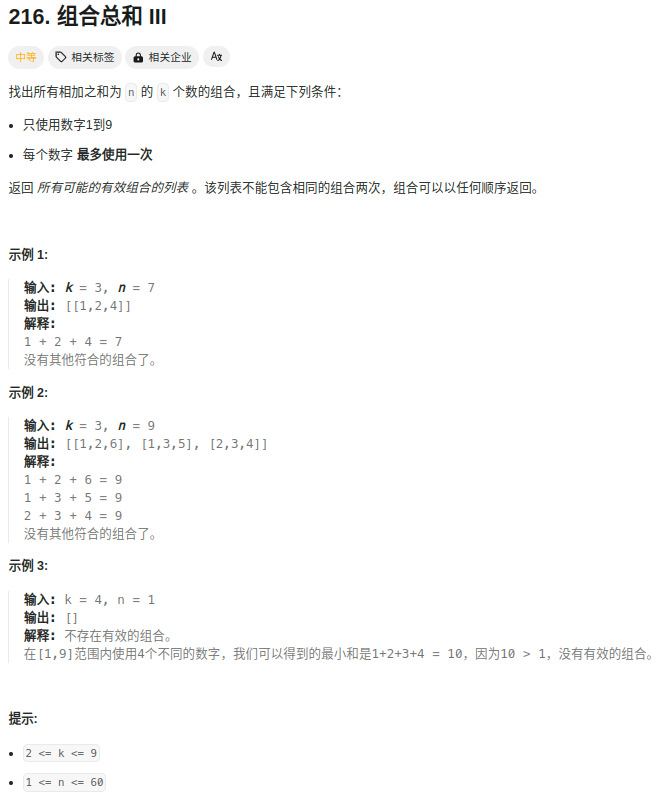 216. 组合总和 III
中等 相关标签 相关企业 Aχ
找出所有相加之和为 n 的 k 个数的组合，且满足下列条件：
• 只使用数字1到9
• 每个数字 最多使用一次
返回 所有可能的有效组合的列表 。该列表不能包含相同的组合两次，组合可以以任何顺序返回。
示例 1:
输入: k = 3, n = 7
输出: [[1,2,4]]
解释:
1 + 2 + 4 = 7
没有其他符合的组合了。
示例 2:
输入: k = 3, n = 9
输出: [[1,2,6], [1,3,5], [2,3,4]]
解释:
1 + 2 + 6 = 9
1 + 3 + 5 = 9
2 + 3 + 4 = 9
没有其他符合的组合了。
示例 3:
输入: k = 4, n = 1
输出: []
解释: 不存在有效的组合。
在[1,9]范围内使用4个不同的数字，我们可以得到的最小和是1+2+3+4 = 10，因为10 > 1，没有有效的组合。
提示:
• 2 <= k <= 9
• 1 <= n <= 60